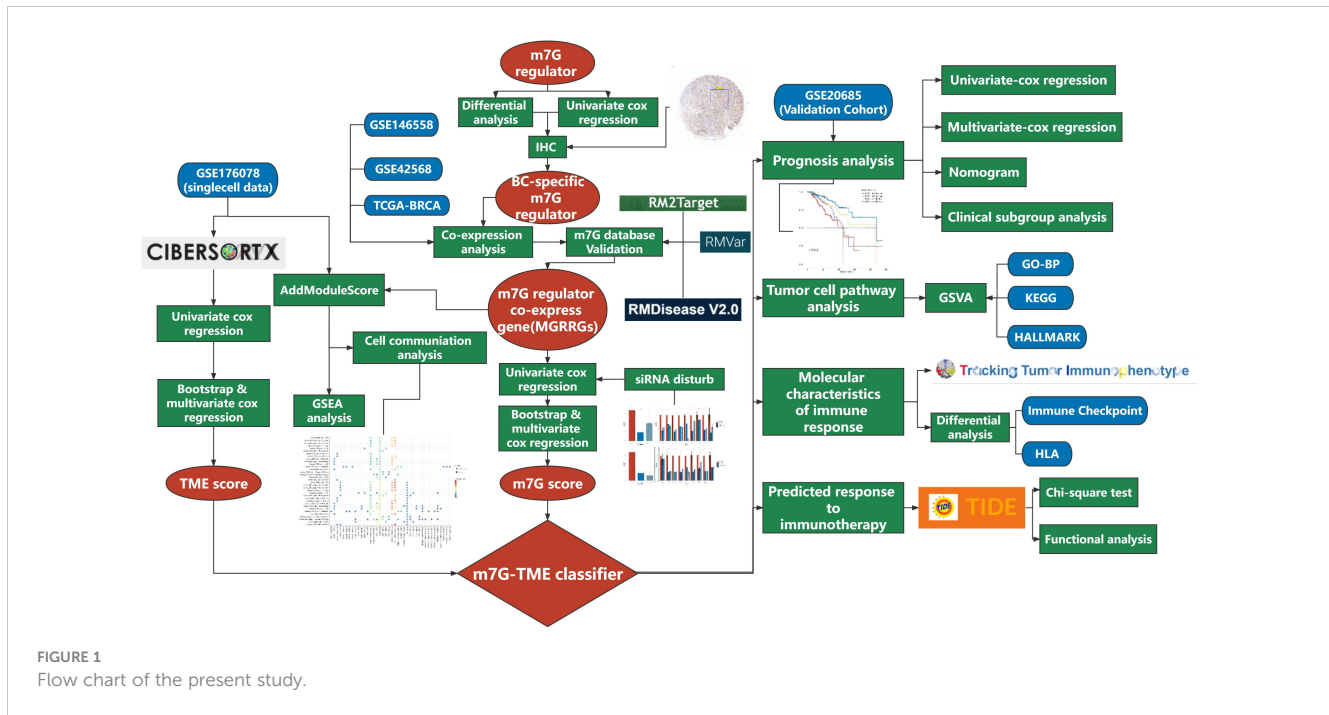 m7G
regulator
Differential
analysis
Univariate cox
regression
IHC
BC-specific
m7G
regulator
GSE146558
GSE42568
TCGA-BRCA
Co-expression
analysis
m7G database
Validation
RM2Target
RMVar
RMDisease V2.0
GSE176078
(singlecell data)
CIBERSORTX
Univariate cox
regression
Bootstrap &
multivariate cox
regression
TME score
AddModuleScore
Cell communiation
analysis
GSEA
analysis
m7G regulator
co-express
gene(MGRRGs)
Univariate cox
regression
siRNA disturb
Bootstrap &
multivariate
cox regression
m7G score
m7G-TME classifier
GSE20685
(Validation Cohort)
Prognosis analysis
Univariate-cox regression
Multivariate-cox regression
Nomogram
Clinical subgroup analysis
Tumor cell pathway
analysis
GSVA
GO-BP
KEGG
HALLMARK
Molecular
characteristics
of immune
response
Tracking Tumor Immunophenotype
Differential
analysis
Immune Checkpoint
HLA
Predicted response
to
immunotherapy
TIDE
TIDE
Chi-square test
Functional analysis
FIGURE 1
Flow chart of the present study.